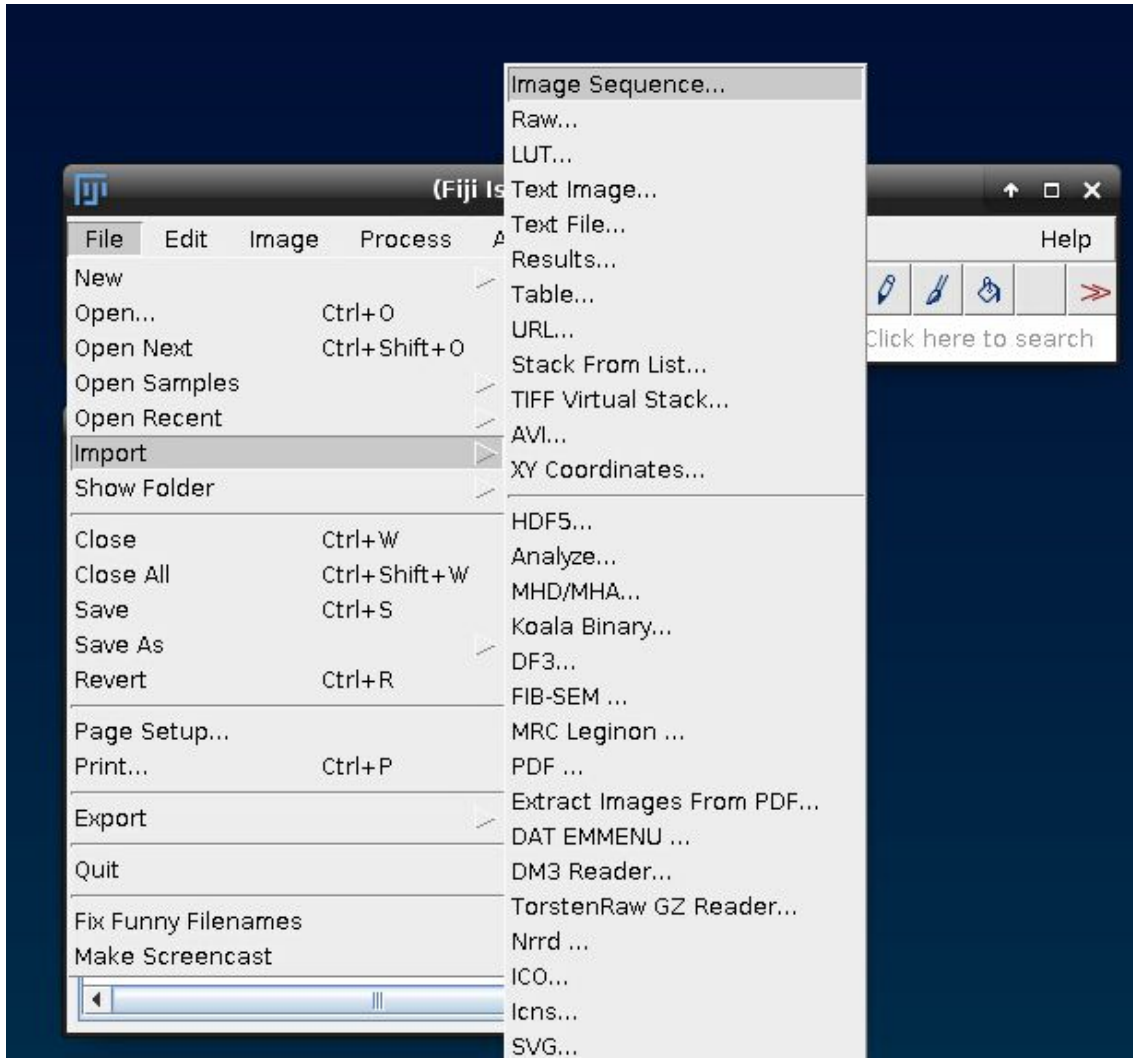 (Fiji Is
File Edit Image Process A Help
Click here to search
New
Open... Ctrl+O
Open Next Ctrl+Shift+O
Open Samples
Open Recent
Import
Show Folder
Close Ctrl+W
Close All Ctrl+Shift+W
Save Ctrl+S
Save As
Revert Ctrl+R
Page Setup...
Print... Ctrl+P
Export
Quit
Fix Funny Filenames
Make Screencast
Image Sequence...
Raw...
LUT...
Text Image...
Text File...
Results...
Table...
URL...
Stack From List...
TIFF Virtual Stack...
AVI...
XY Coordinates...
HDF5...
Analyze...
MHD/MHA...
Koala Binary...
DF3...
FIB-SEM ...
MRC Leginon ...
PDF ...
Extract Images From PDF...
DAT EMMENU ...
DM3 Reader...
TorstenRaw GZ Reader...
Nrrd ...
ICO...
Icns...
SVG...